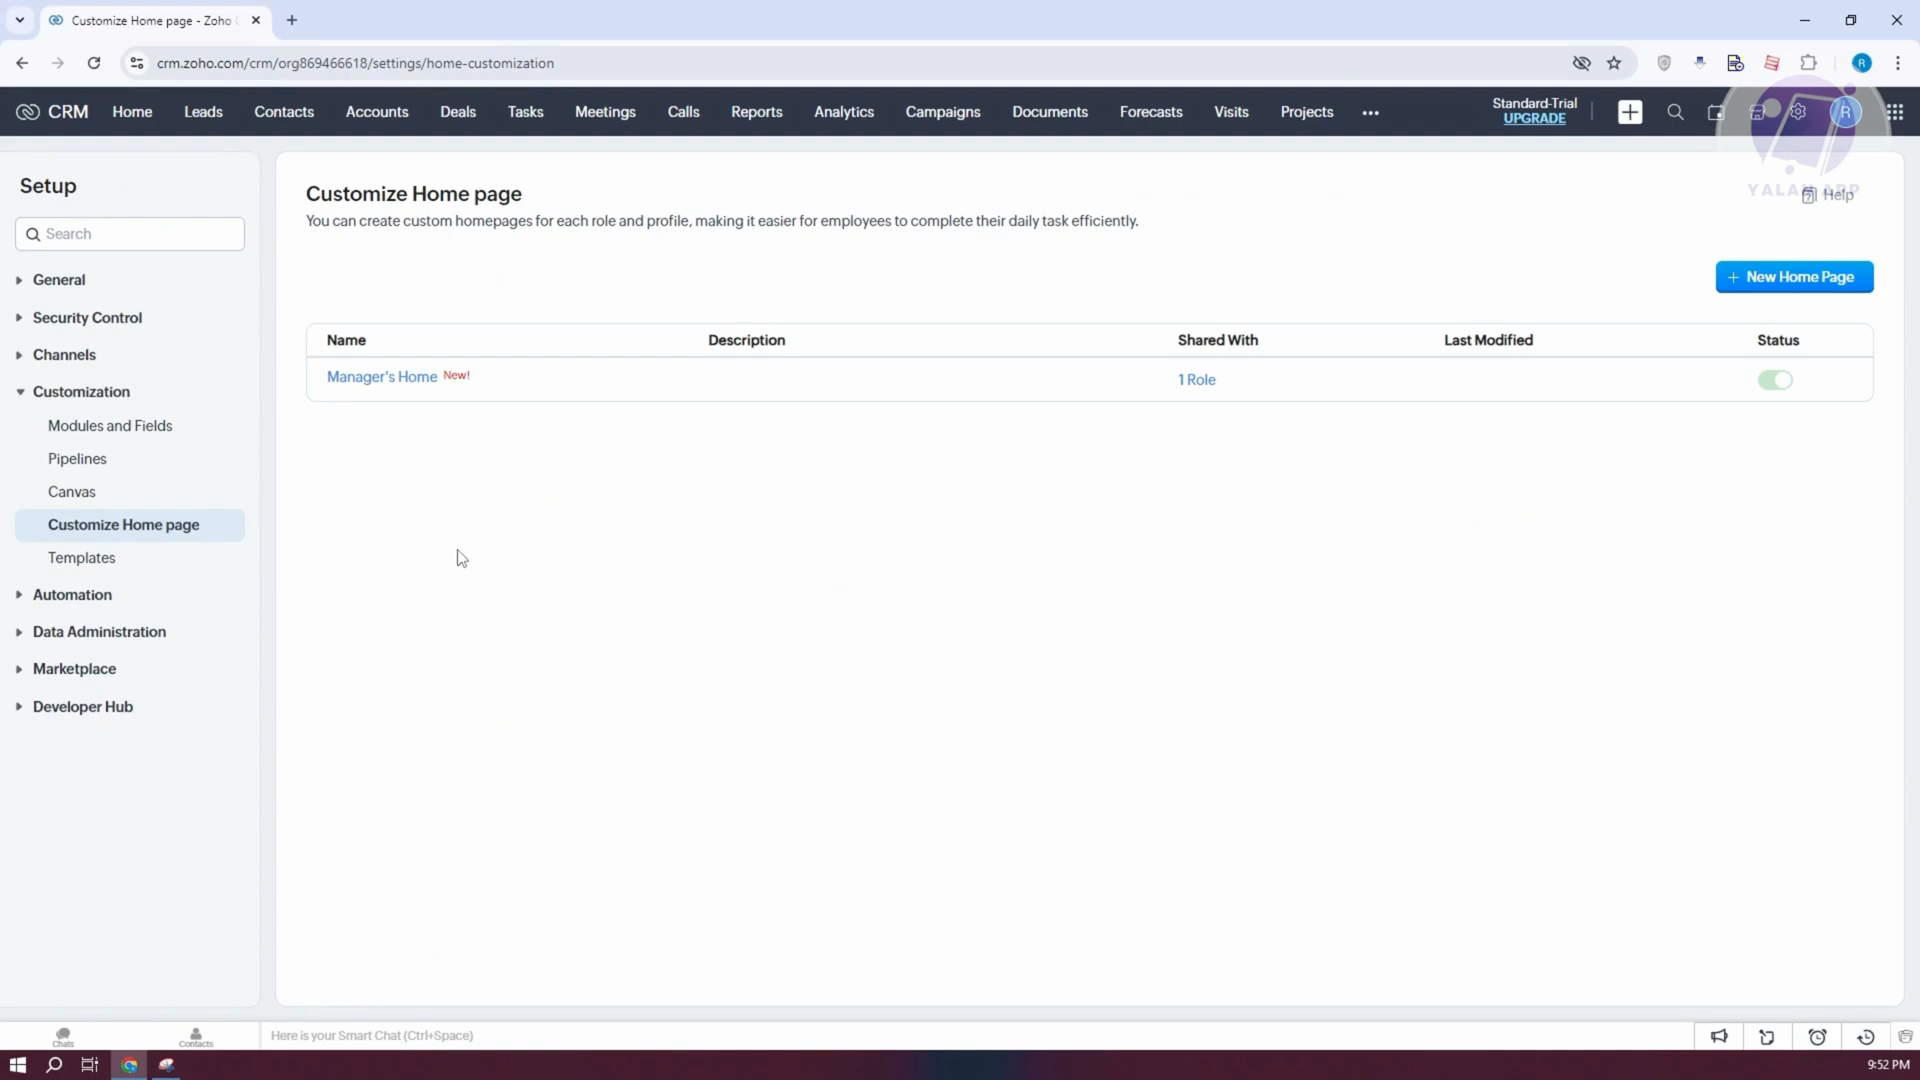 Customize Home page - Zoho
crm.zoho.com/crm/org869466618/settings/home-customization
R
CRM Home Leads Contacts Accounts Deals Tasks Meetings Calls Reports Analytics Campaigns Documents Forecasts Visits Projects
Standard-Trial
UPGRADE
R
Setup
Search
General
Security Control
Channels
Customization
Modules and Fields
Pipelines
Canvas
Customize Home page
Templates
Automation
Data Administration
Marketplace
Developer Hub
Customize Home page
Help
You can create custom homepages for each role and profile, making it easier for employees to complete their daily task efficiently.
New Home Page
Name Description Shared With Last Modified Status
Manager's Home New! 1 Role
Chats
Contacts
Here is your Smart Chat (Ctrl+Space)
9:52 PM